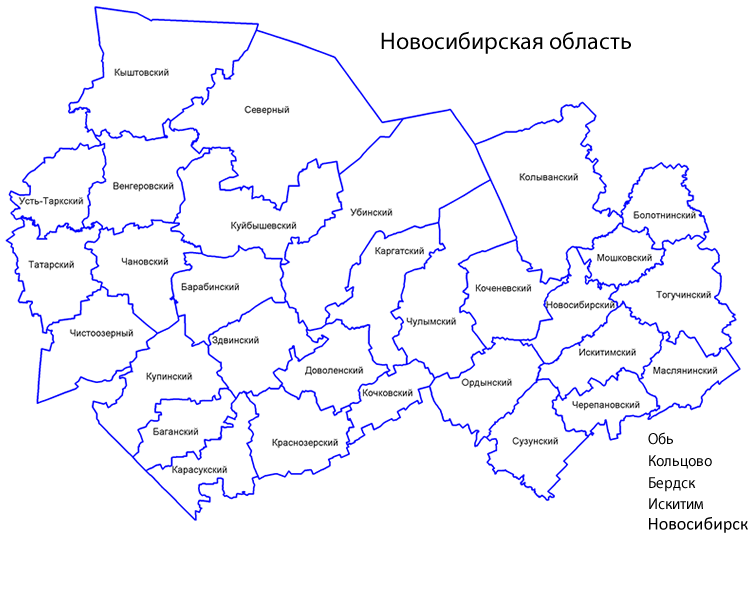 Новосибирская область
Кыштовский
Северный
Колыванский
Венгеровский
Усть-Таркский
Убинский
Болотнинский
Куйбышевский
Каргатский
Мошковский
Чановский
Татарский
Барабинский
Коченевский
Тогучинский
Новосибирский
Чулымский
Чистоозерный
Здвинский
Искитимский
Доволенский
Маслянинский
Купинский
Ордынский
Кочковский
Черепановский
Баганский
Сузунский
Краснозерский
Карасукский
Обь
Кольцово
Бердск
Искитим
Новосибирск